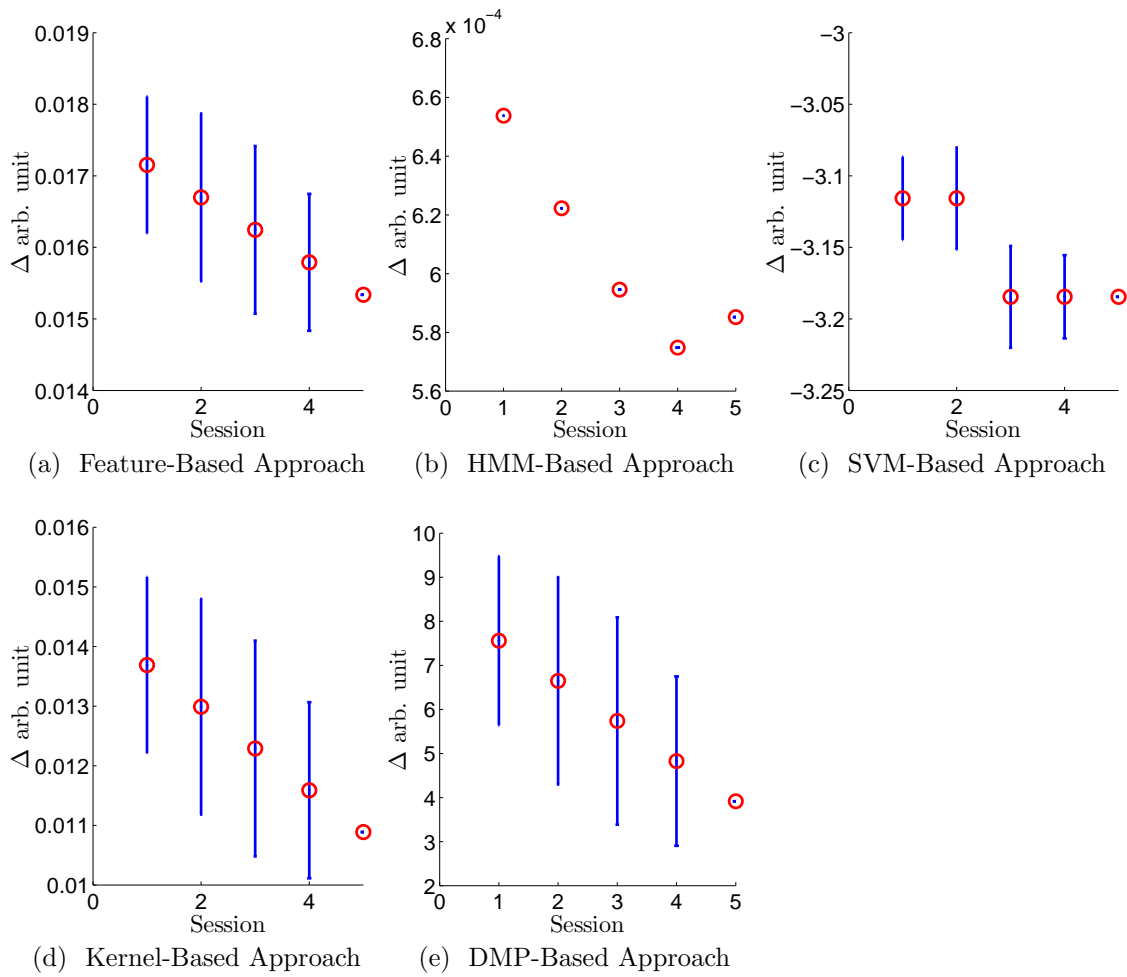 0.019
0.018
0.017
0.016
0.015
0.014
Δ arb. unit
0 2 4
Session
(a) Feature-Based Approach
x 10⁻⁴
6.8
6.6
6.4
6.2
6
5.8
5.6
Δ arb. unit
0 1 2 3 4 5
Session
(b) HMM-Based Approach
−3
−3.05
−3.1
−3.15
−3.2
−3.25
Δ arb. unit
0 2 4
Session
(c) SVM-Based Approach
0.016
0.015
0.014
0.013
0.012
0.011
0.01
Δ arb. unit
0 2 4
Session
(d) Kernel-Based Approach
10
9
8
7
6
5
4
3
2
Δ arb. unit
0 1 2 3 4 5
Session
(e) DMP-Based Approach